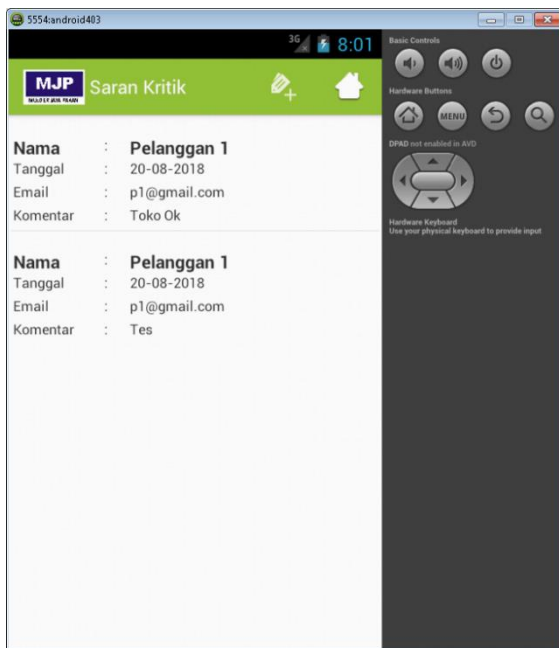 5554:android403
3G 8:01
MJP Saran Kritik
Nama : Pelanggan 1
Tanggal : 20-08-2018
Email : p1@gmail.com
Komentar : Toko Ok
Nama : Pelanggan 1
Tanggal : 20-08-2018
Email : p1@gmail.com
Komentar : Tes
Basic Controls
Hardware Buttons
MENU
DPAD not enabled in AVD
Hardware Keyboard
Use your physical keyboard to provide input